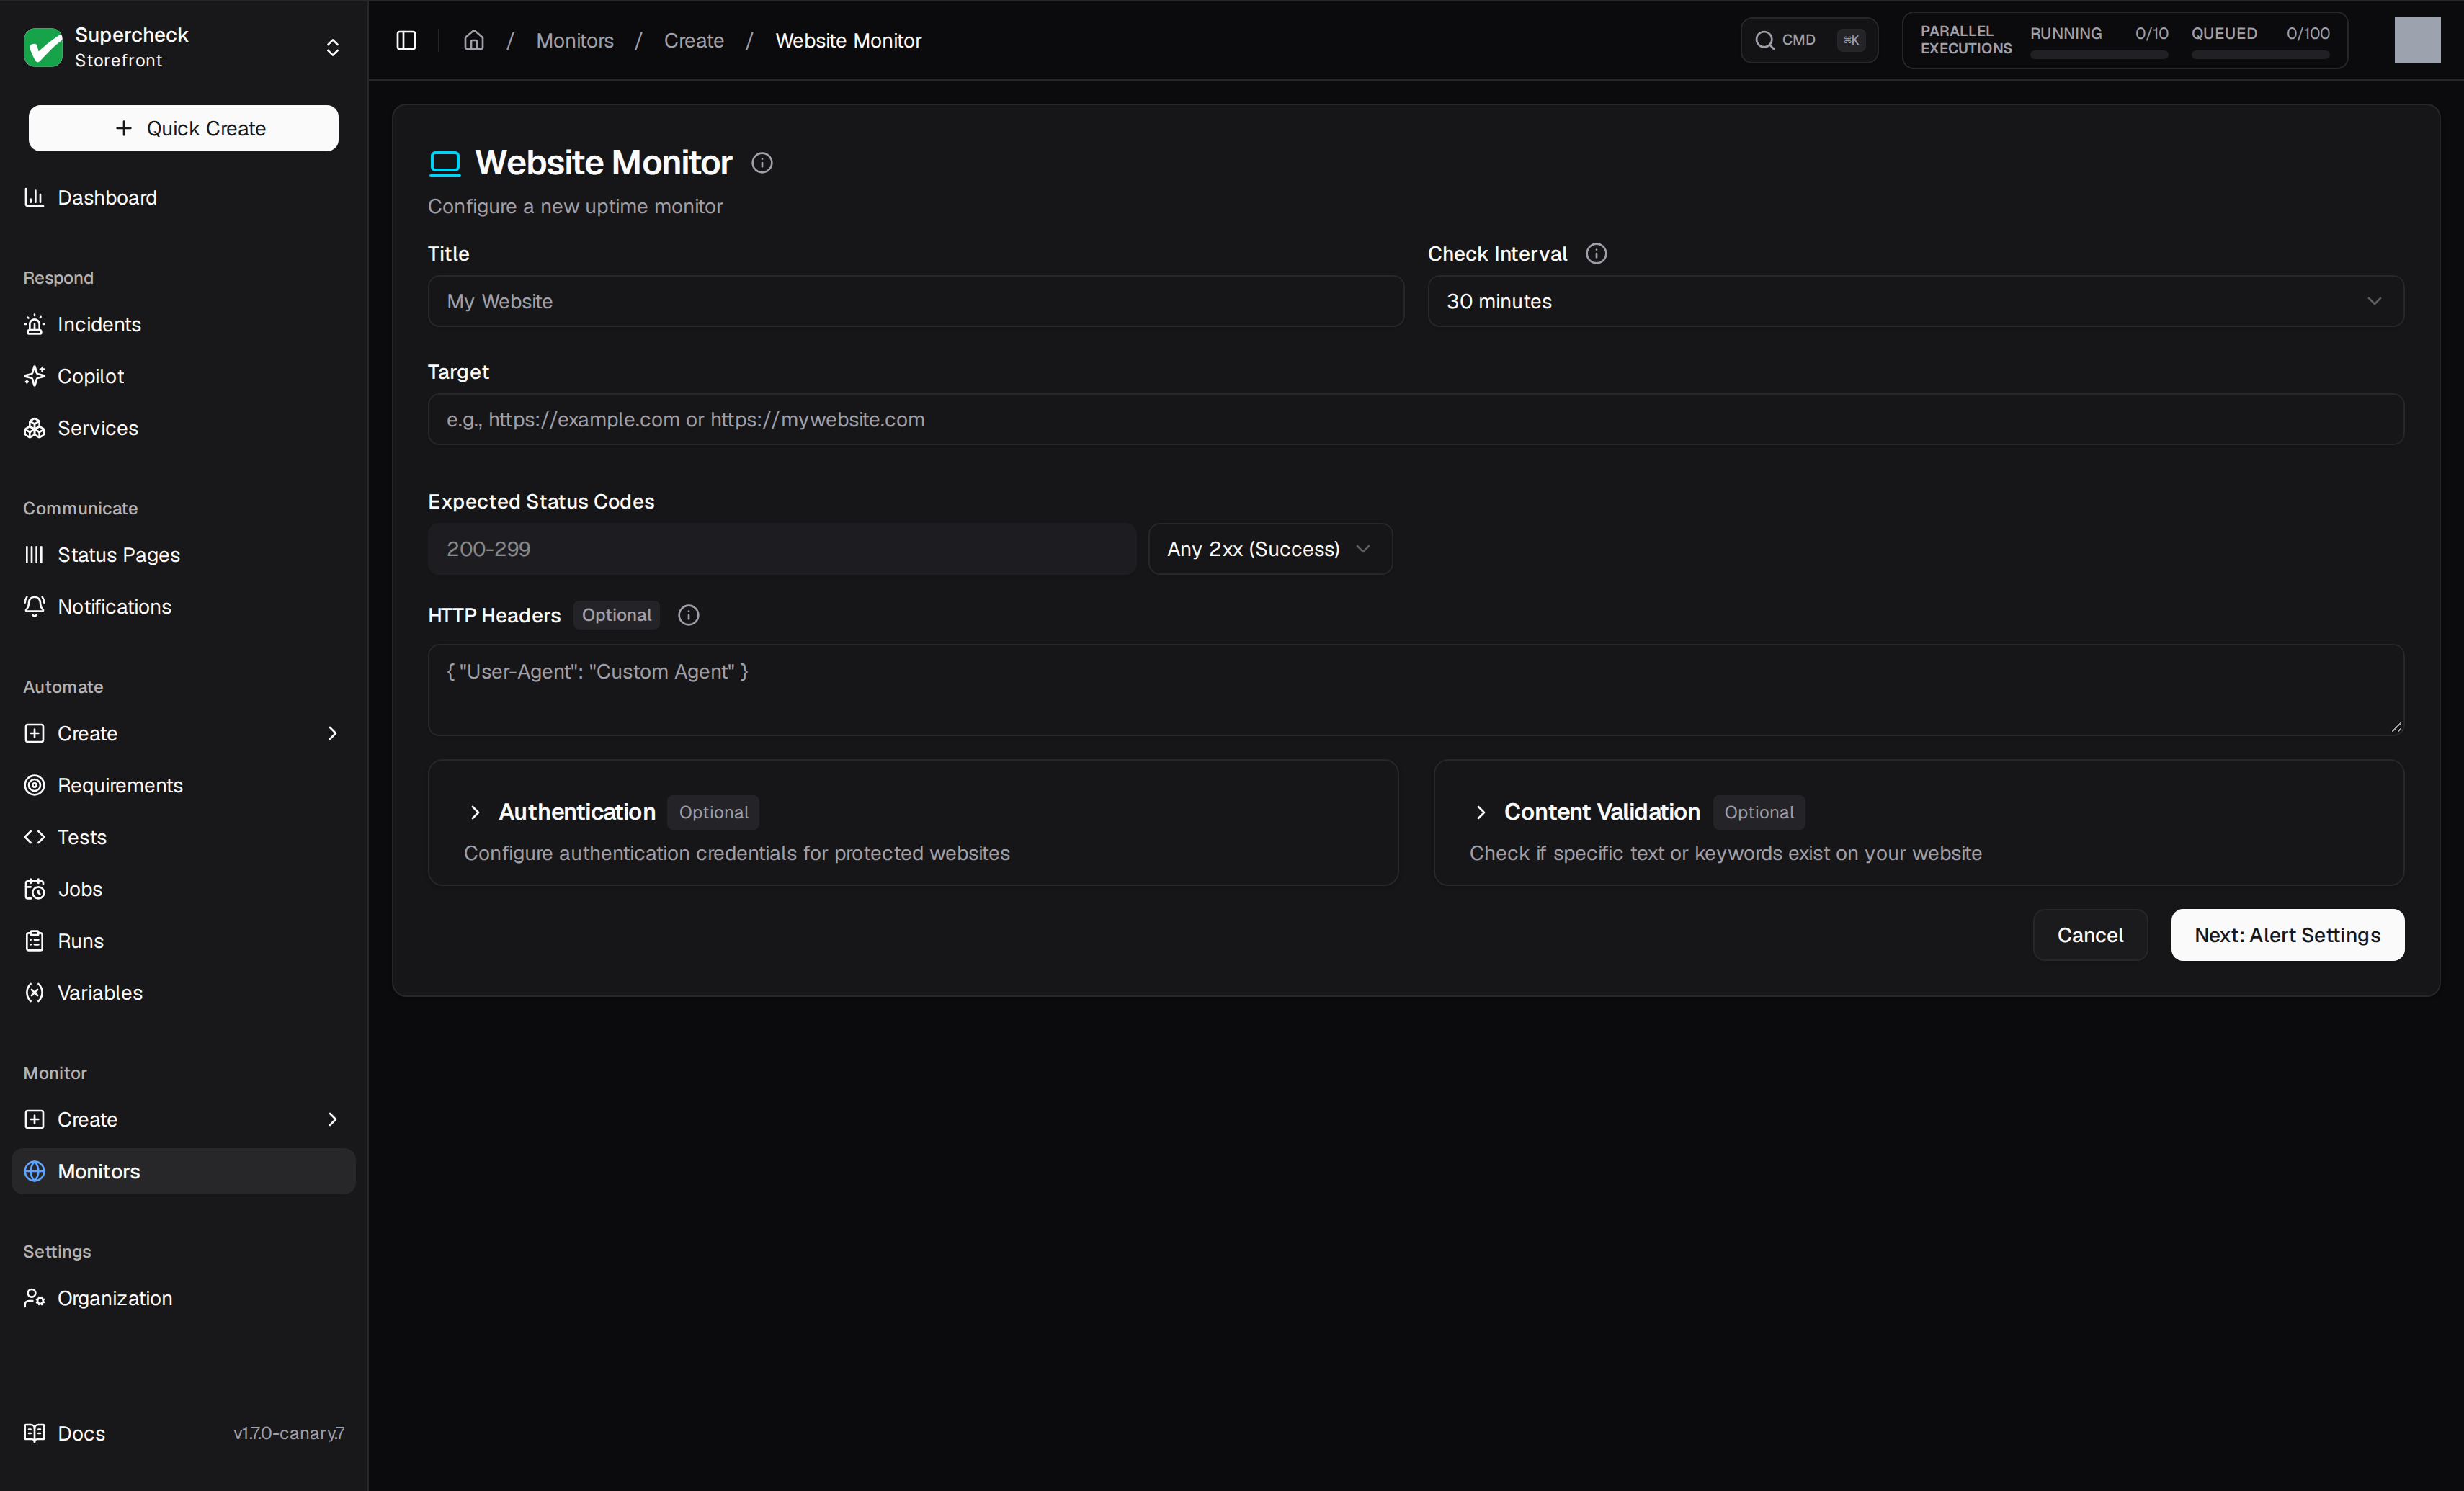 Supercheck
Storefront
Quick Create
Dashboard
Respond
Incidents
Copilot
Services
Communicate
Status Pages
Notifications
Automate
Create
Requirements
Tests
Jobs
Runs
Variables
Monitor
Create
Monitors
Settings
Organization
Docs
v1.7.0-canary.7
/ Monitors / Create / Website Monitor
CMD ⌘K
PARALLEL EXECUTIONS
RUNNING 0/10
QUEUED 0/100
Website Monitor
Configure a new uptime monitor
Title
My Website
Check Interval
30 minutes
Target
e.g., https://example.com or https://mywebsite.com
Expected Status Codes
200-299
Any 2xx (Success)
HTTP Headers Optional
{ "User-Agent": "Custom Agent" }
Authentication Optional
Configure authentication credentials for protected websites
Content Validation Optional
Check if specific text or keywords exist on your website
Cancel
Next: Alert Settings